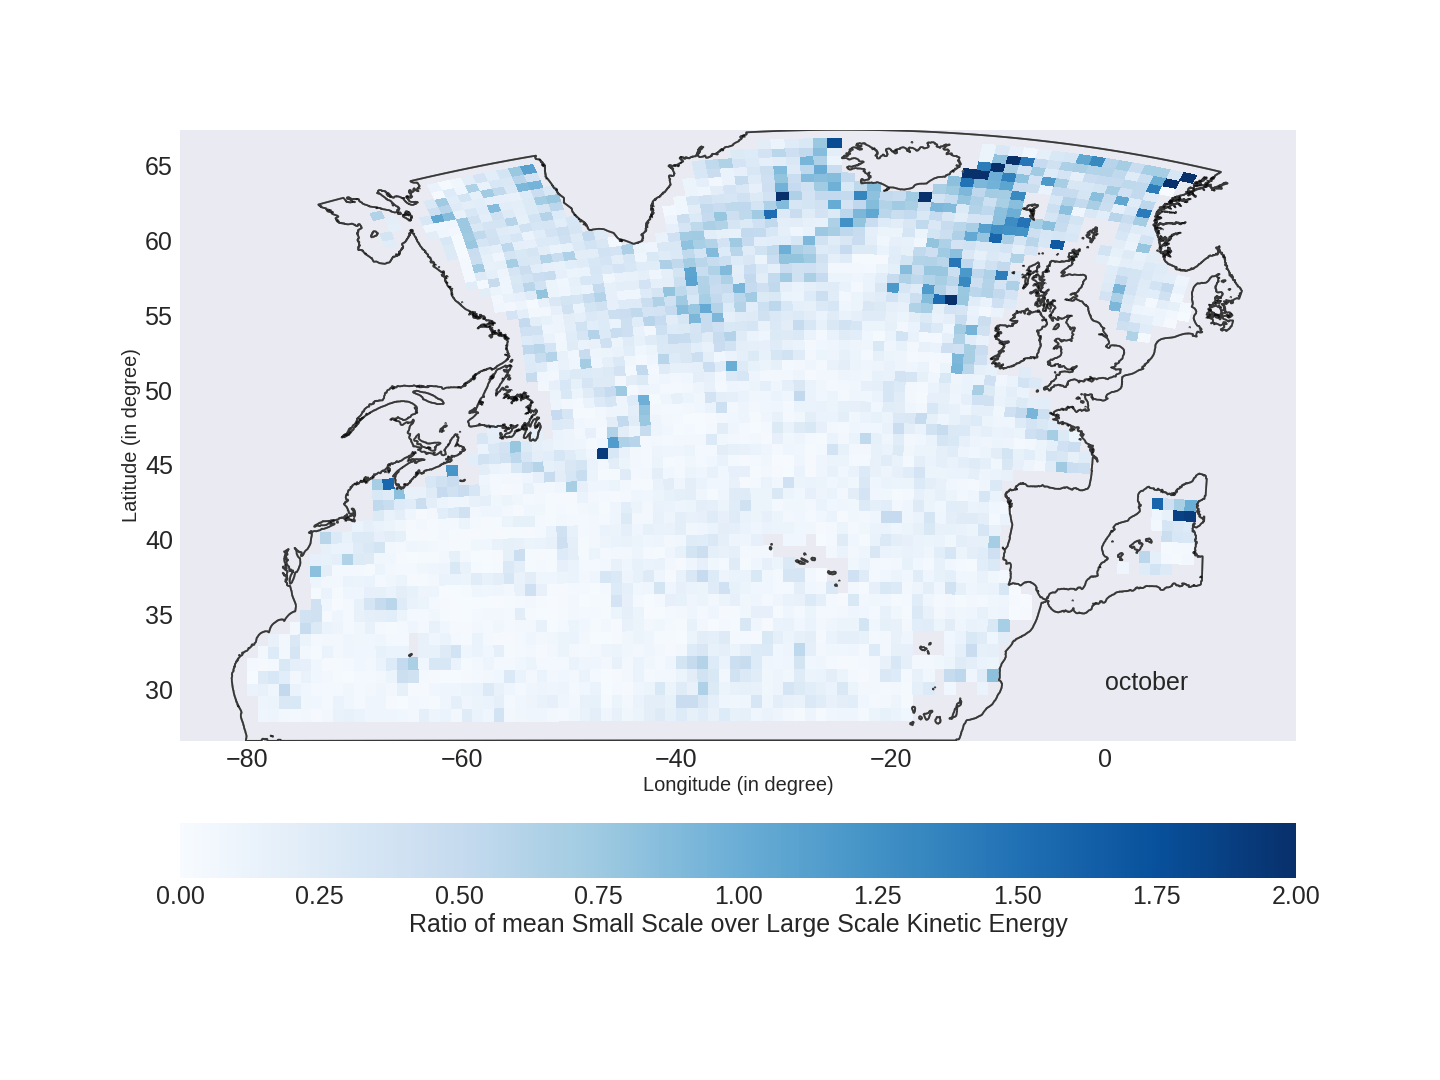 65
60
55
50
45
40
35
30
Latitude (in degree)
october
−80 −60 −40 −20 0
Longitude (in degree)
0.00 0.25 0.50 0.75 1.00 1.25 1.50 1.75 2.00
Ratio of mean Small Scale over Large Scale Kinetic Energy